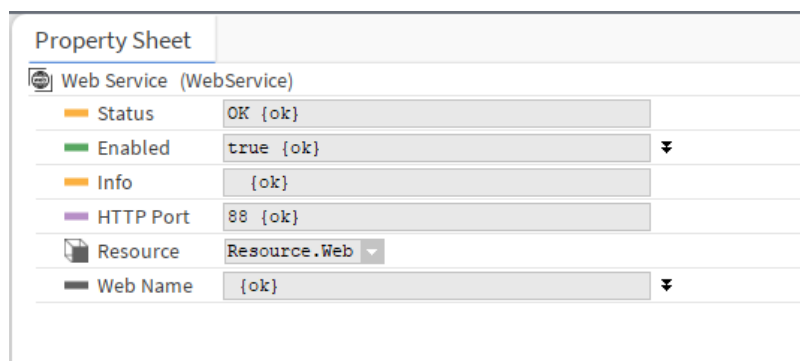 Property Sheet
Web Service (WebService)
Status OK {ok}
Enabled true {ok}
Info {ok}
HTTP Port 88 {ok}
Resource Resource.Web
Web Name {ok}